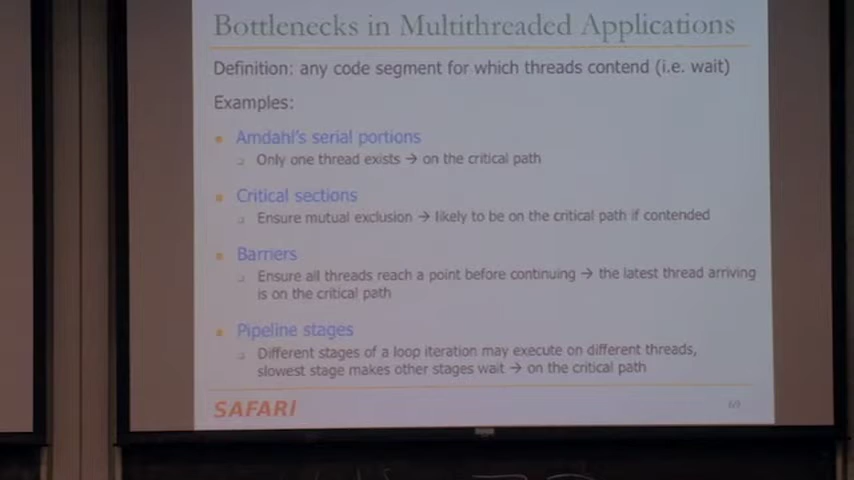 Bottlenecks in Multithreaded Applications
Definition: any code segment for which threads contend (i.e. wait)
Examples:
Amdahl's serial portions
Only one thread exists → on the critical path
Critical sections
Ensure mutual exclusion → likely to be on the critical path if contended
Barriers
Ensure all threads reach a point before continuing → the latest thread arriving
is on the critical path
Pipeline stages
Different stages of a loop iteration may execute on different threads,
slowest stage makes other stages wait → on the critical path
SAFARI
69